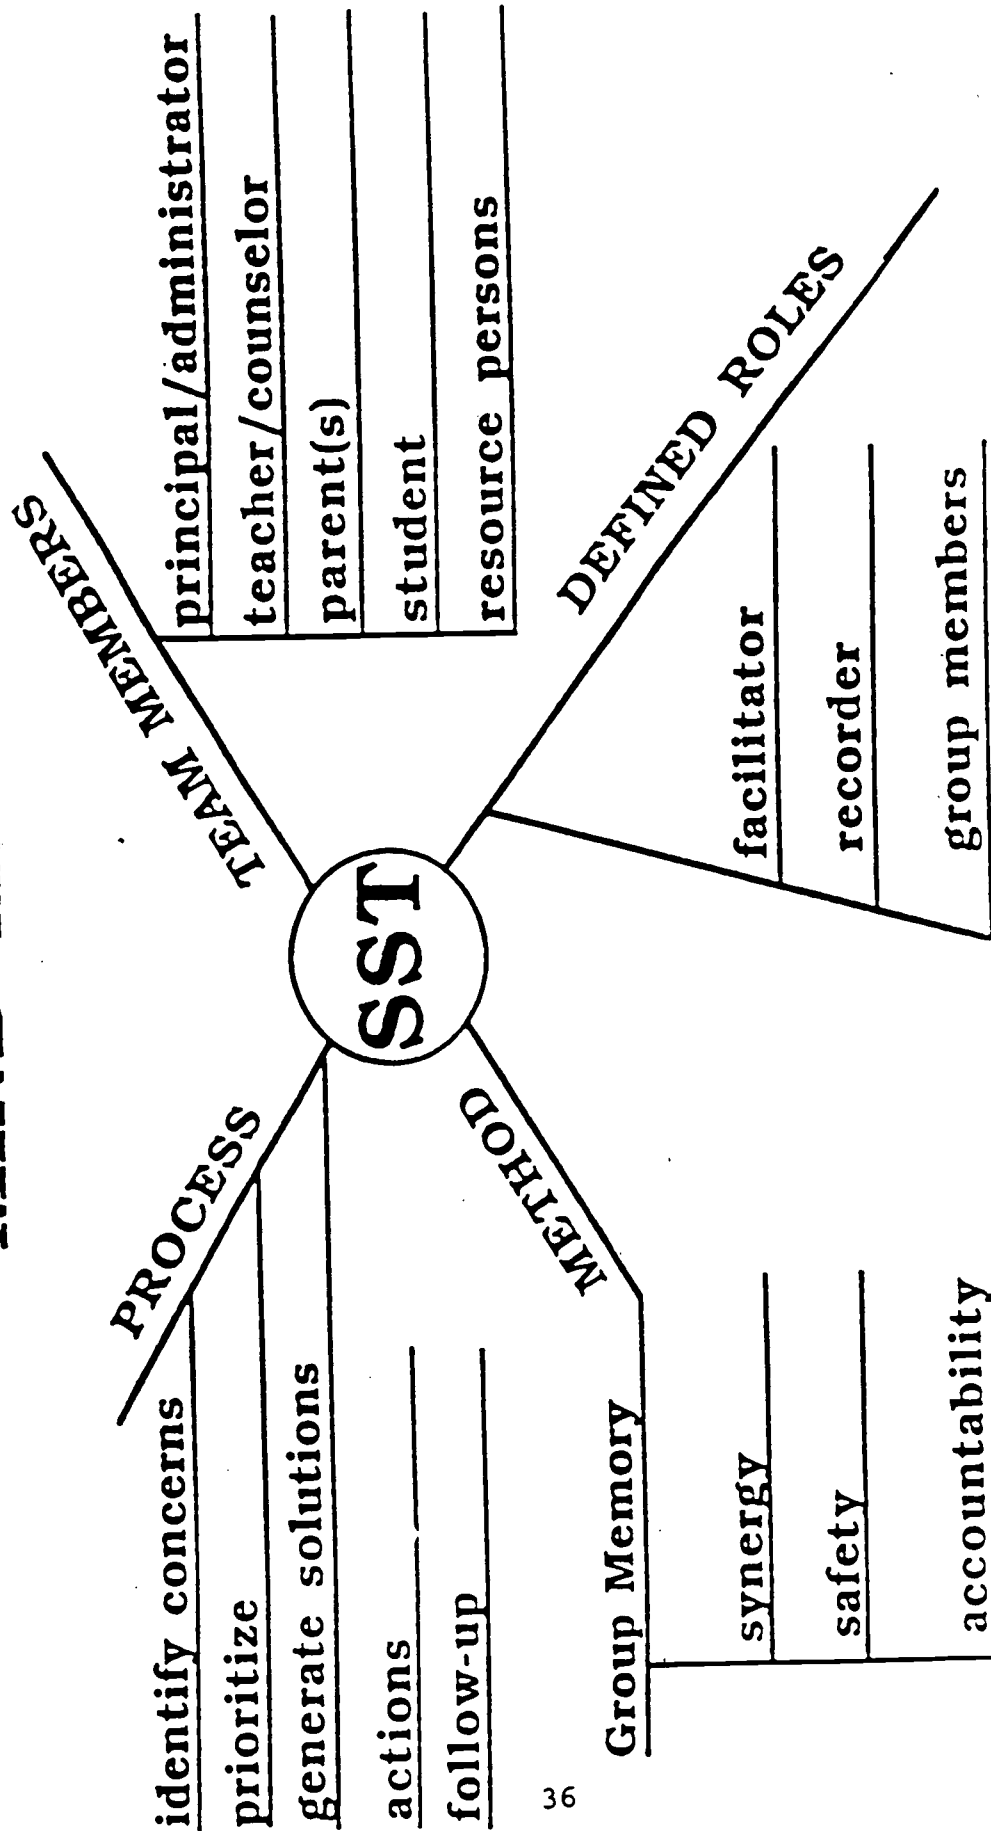 TEAM MEMBERS
principal/administrator
teacher/counselor
parent(s)
student
resource persons
DEFINED ROLES
facilitator
recorder
group members
SST
PROCESS
identify concerns
prioritize
generate solutions
actions
follow-up
METHOD
Group Memory
synergy
safety
accountability
36